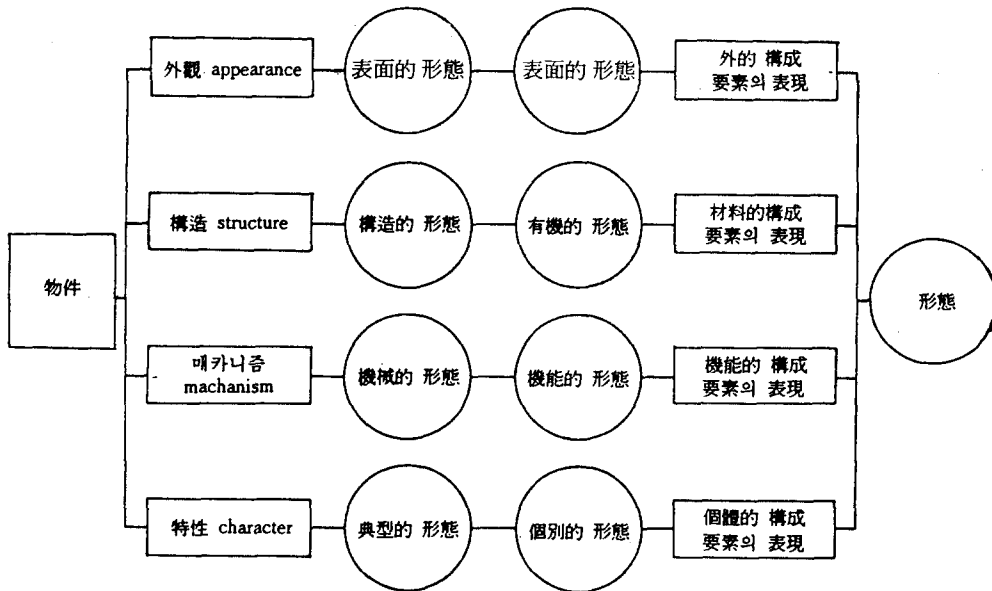 外觀 appearance
表面的 形態
表面的 形態
外的 構成
要素의 表現
構造 structure
構造的 形態
有機的 形態
材料的構成
要素의 表現
物件
形態
매카니즘
machanism
機械的 形態
機能的 形態
機能的 構成
要素의 表現
特性 character
典型的 形態
個別的 形態
個體的 構成
要素의 表現